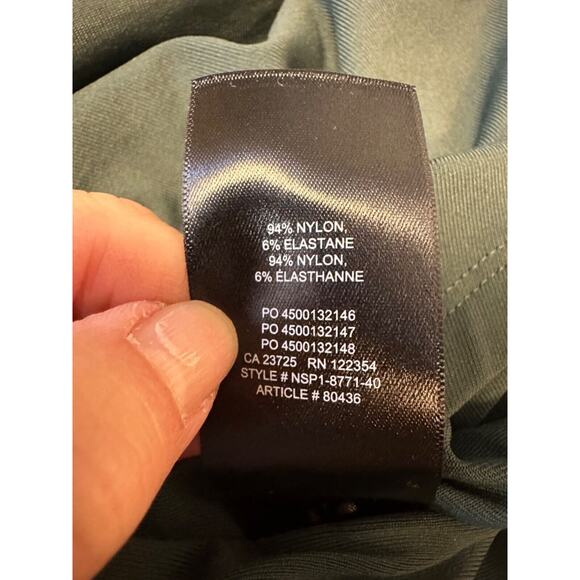 94% NYLON,
6% ELASTANE
94% NYLON,
6% ÉLASTHANNE
PO 4500132146
PO 4500132147
PO 4500132148
CA 23725 RN 122354
STYLE # NSP1-8771-40
ARTICLE # 80436